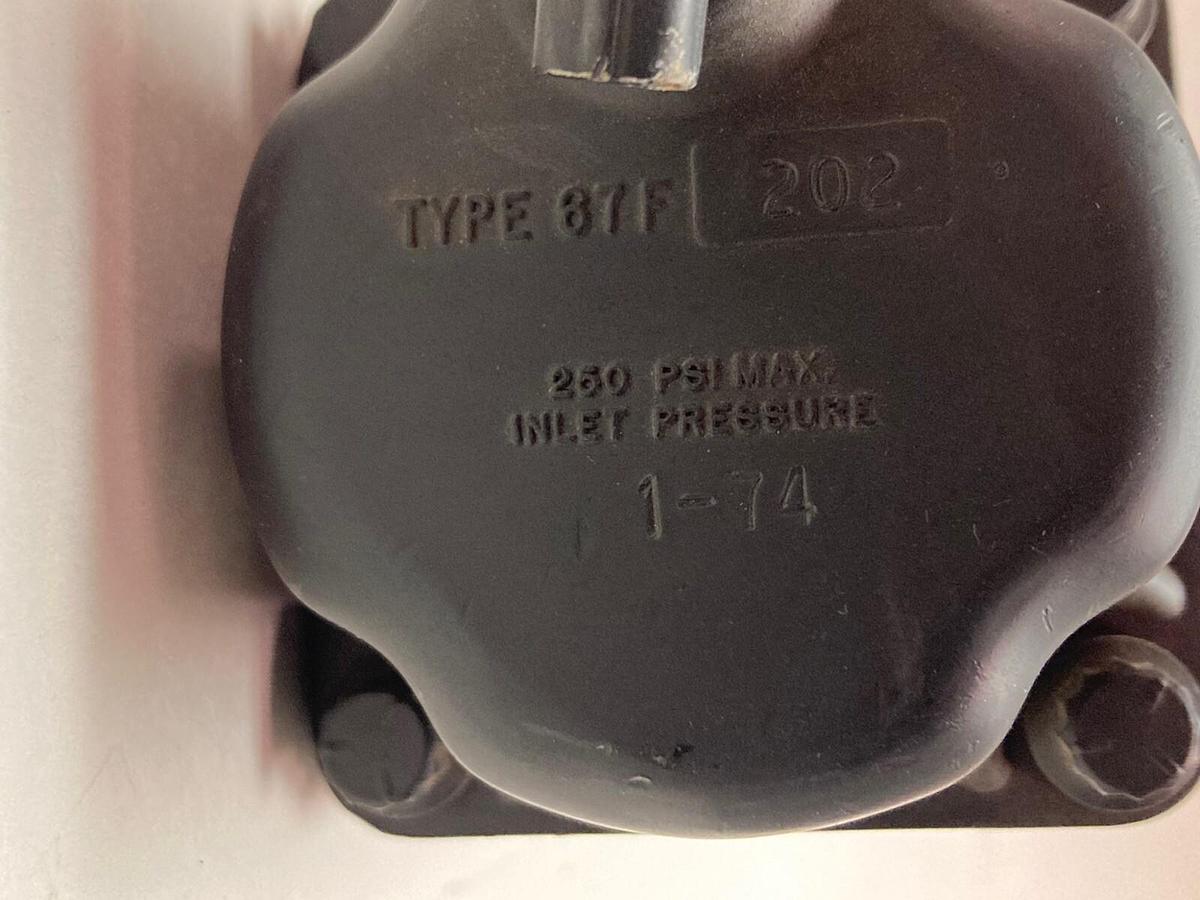 TYPE 67F 202
250 PSI MAX.
INLET PRESSURE
1-74